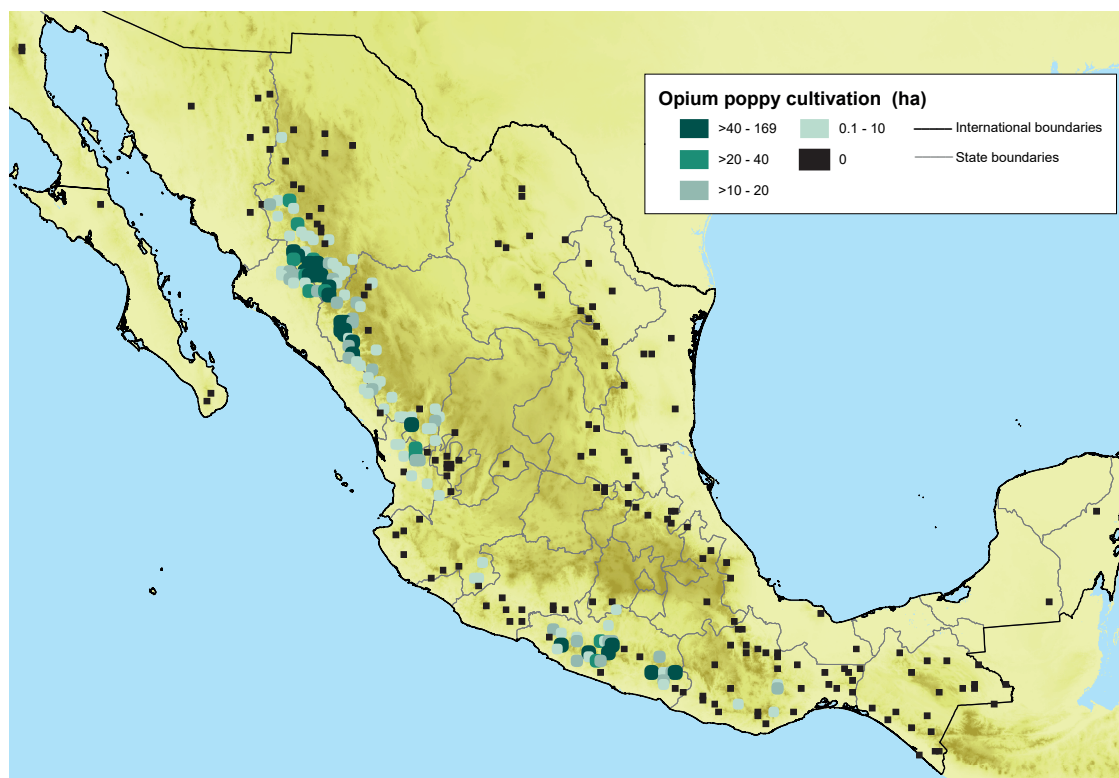 Opium poppy cultivation (ha)
>40 - 169
>20 - 40
>10 - 20
0.1 - 10
0
International boundaries
State boundaries